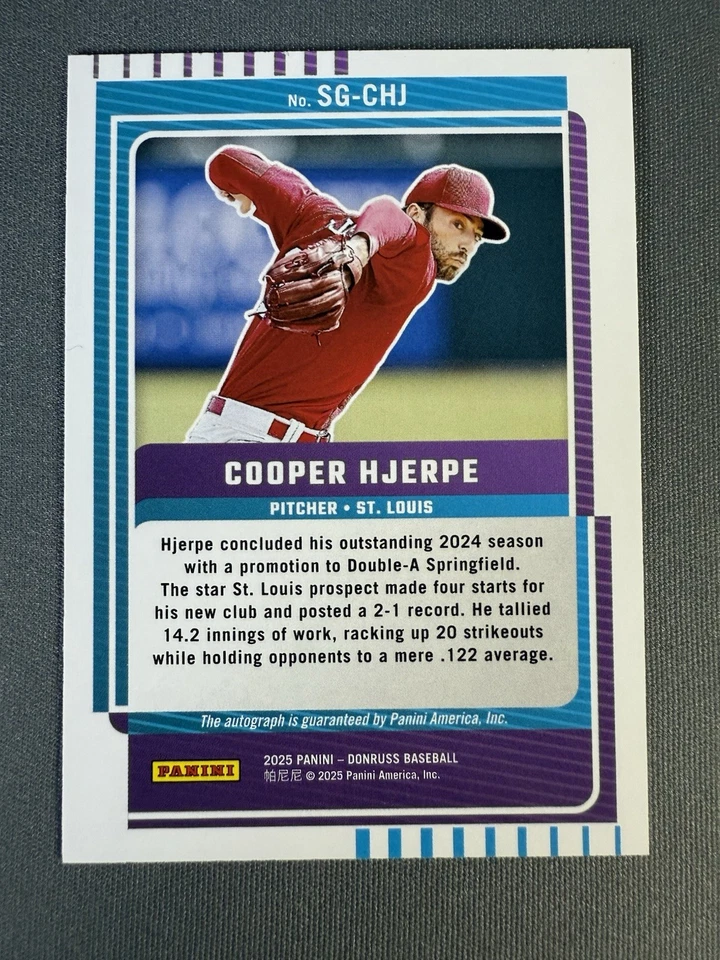 No. SG-CHJ
COOPER HJERPE
PITCHER • ST. LOUIS
Hjerpe concluded his outstanding 2024 season
with a promotion to Double-A Springfield.
The star St. Louis prospect made four starts for
his new club and posted a 2-1 record. He tallied
14.2 innings of work, racking up 20 strikeouts
while holding opponents to a mere .122 average.
The autograph is guaranteed by Panini America, Inc.
PANINI
2025 PANINI – DONRUSS BASEBALL
帕尼尼 © 2025 Panini America, Inc.